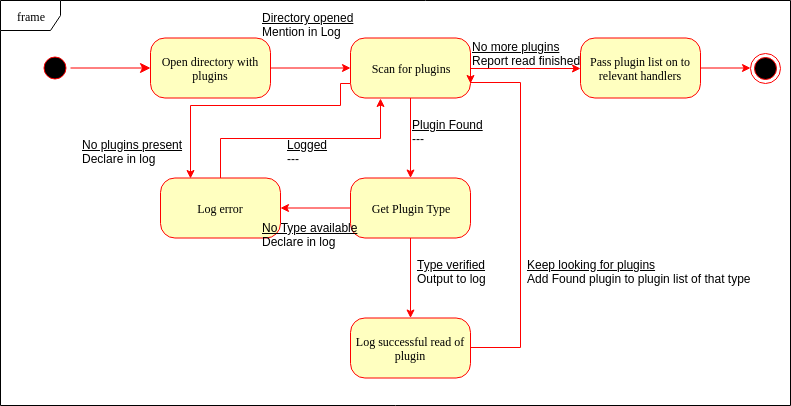 frame
Directory opened
Mention in Log
Open directory with
plugins
Scan for plugins
No more plugins
Report read finished
Pass plugin list on to
relevant handlers
No plugins present
Declare in log
Logged
---
Plugin Found
---
Log error
Get Plugin Type
No Type available
Declare in log
Type verified
Output to log
Keep looking for plugins
Add Found plugin to plugin list of that type
Log successful read of
plugin